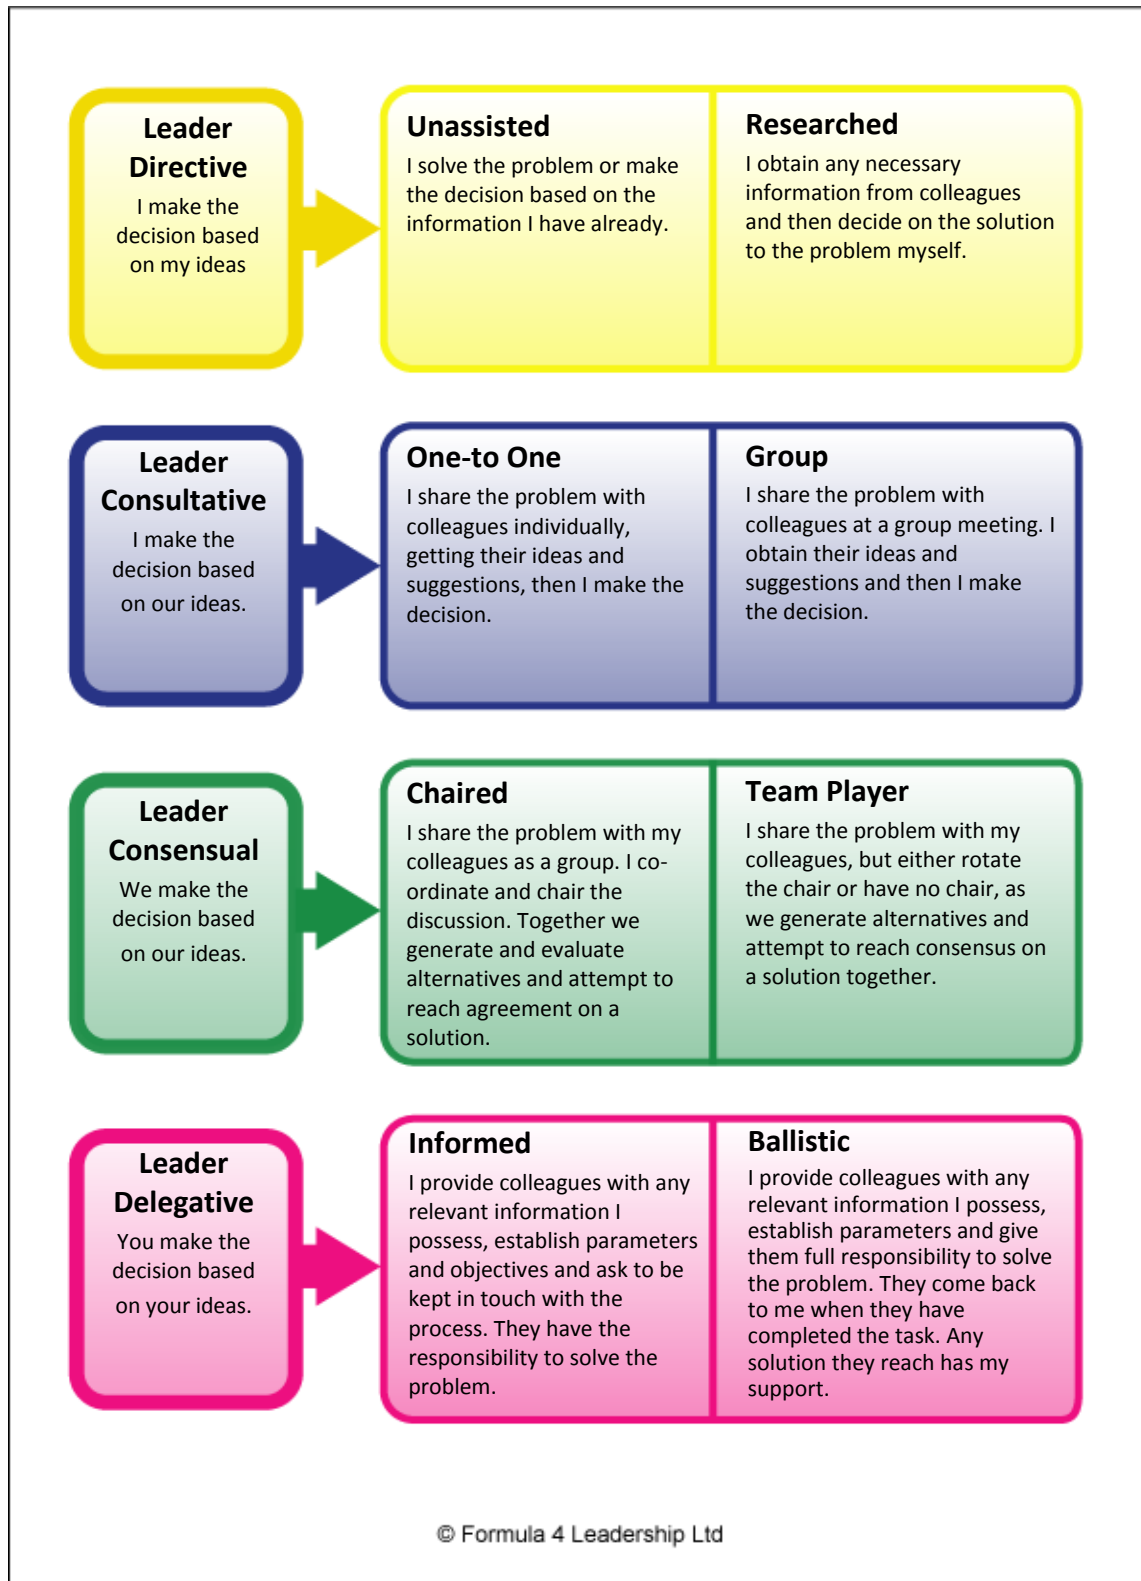 Leader
Directive
I make the
decision based
on my ideas
Unassisted
I solve the problem or make
the decision based on the
information I have already.
Researched
I obtain any necessary
information from colleagues
and then decide on the solution
to the problem myself.
Leader
Consultative
I make the
decision based
on our ideas.
One-to One
I share the problem with
colleagues individually,
getting their ideas and
suggestions, then I make the
decision.
Group
I share the problem with
colleagues at a group meeting. I
obtain their ideas and
suggestions and then I make
the decision.
Leader
Consensual
We make the
decision based
on our ideas.
Chaired
I share the problem with my
colleagues as a group. I co-
ordinate and chair the
discussion. Together we
generate and evaluate
alternatives and attempt to
reach agreement on a
solution.
Team Player
I share the problem with my
colleagues, but either rotate
the chair or have no chair, as
we generate alternatives and
attempt to reach consensus on
a solution together.
Leader
Delegative
You make the
decision based
on your ideas.
Informed
I provide colleagues with any
relevant information I
possess, establish parameters
and objectives and ask to be
kept in touch with the
process. They have the
responsibility to solve the
problem.
Ballistic
I provide colleagues with any
relevant information I possess,
establish parameters and give
them full responsibility to solve
the problem. They come back
to me when they have
completed the task. Any
solution they reach has my
support.
© Formula 4 Leadership Ltd